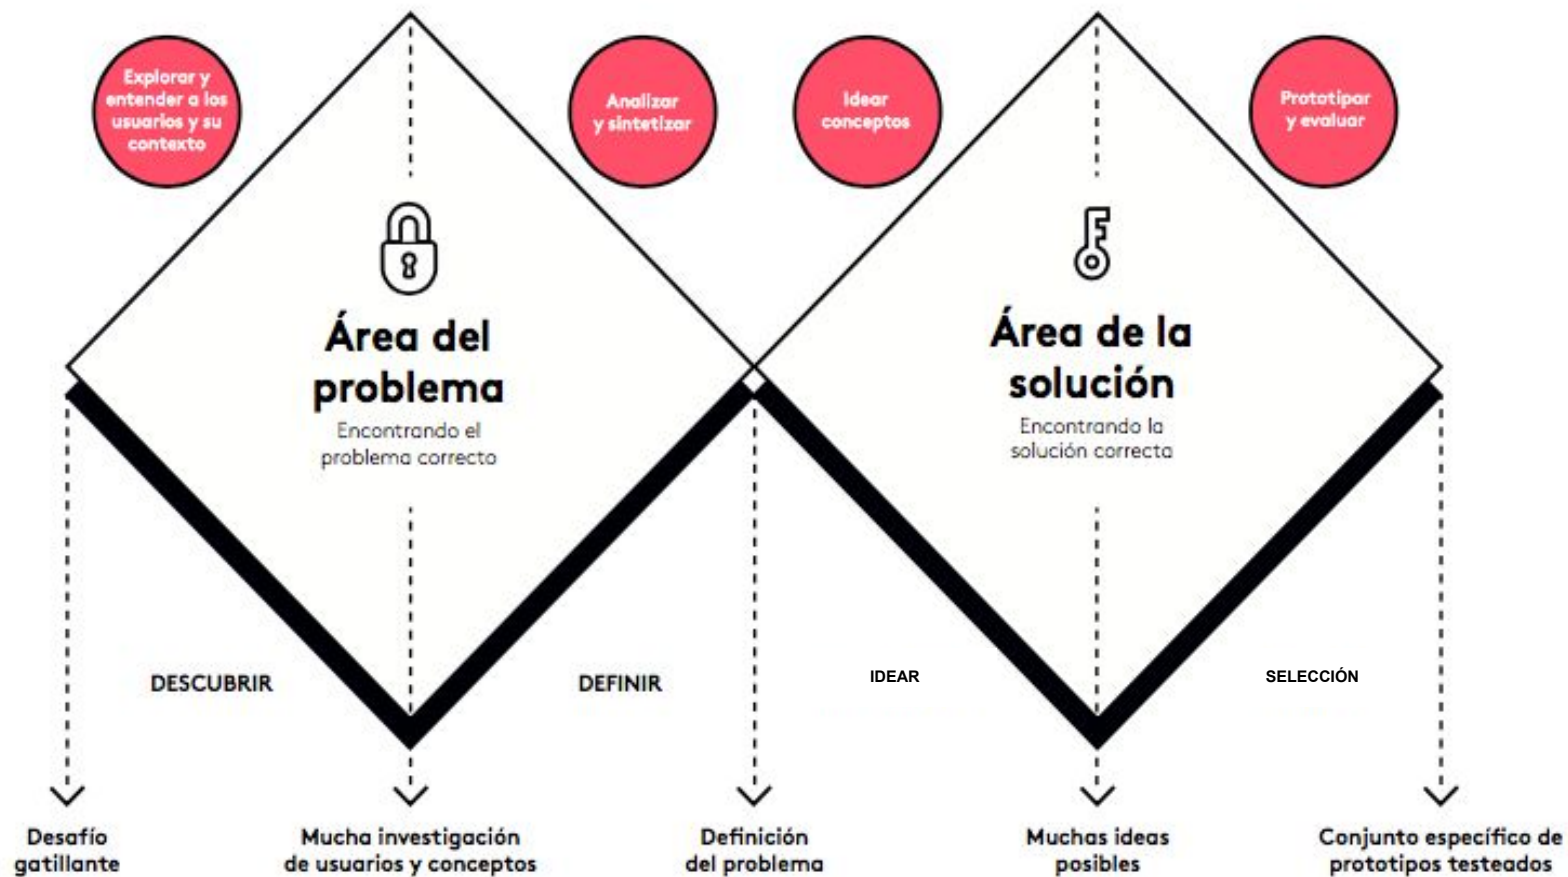 Explorar y
entender a los
usuarios y su
contexto
Analizar
y sintetizar
Idear
conceptos
Prototipar
y evaluar
Área del
problema
Encontrando el
problema correcto
Área de la
solución
Encontrando la
solución correcta
DESCUBRIR
DEFINIR
IDEAR
SELECCIÓN
Desafío
gatillante
Mucha investigación
de usuarios y conceptos
Definición
del problema
Muchas ideas
posibles
Conjunto específico de
prototipos testeados